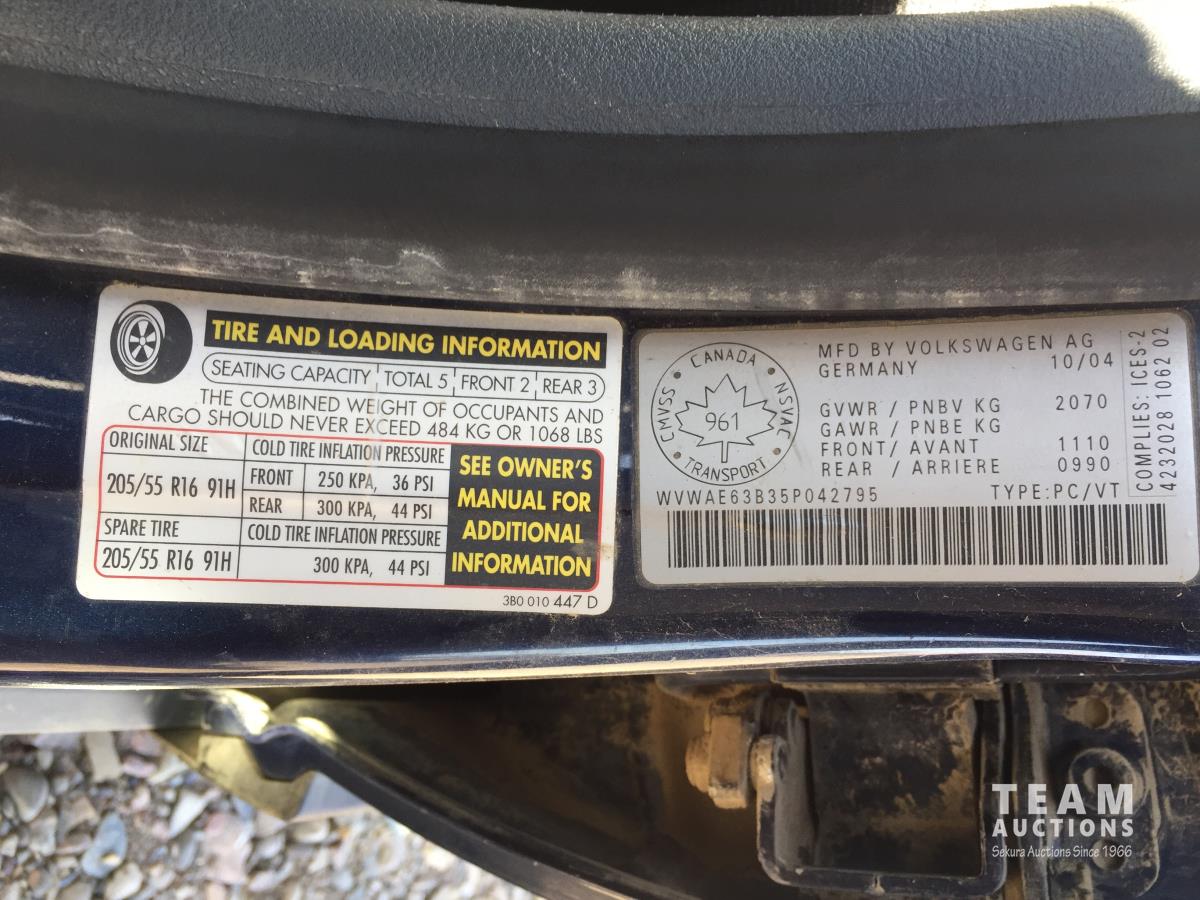 TIRE AND LOADING INFORMATION
SEATING CAPACITY TOTAL 5 FRONT 2 REAR 3
THE COMBINED WEIGHT OF OCCUPANTS AND
CARGO SHOULD NEVER EXCEED 484 KG OR 1068 LBS
ORIGINAL SIZE COLD TIRE INFLATION PRESSURE
205/55 R16 91H FRONT 250 KPA, 36 PSI
REAR 300 KPA, 44 PSI
SPARE TIRE COLD TIRE INFLATION PRESSURE
205/55 R16 91H 300 KPA, 44 PSI
SEE OWNER'S
MANUAL FOR
ADDITIONAL
INFORMATION
3B0 010 447 D
CMVSS • CANADA • NSVAC • TRANSPORT •
961
MFD BY VOLKSWAGEN AG
GERMANY 10/04
GVWR / PNBV KG 2070
GAWR / PNBE KG
FRONT/ AVANT 1110
REAR / ARRIERE 0990
WVWAE63B35P042795 TYPE:PC/VT
COMPLIES: ICES-2
4232028 1062 02
TEAM
AUCTIONS
Sekura Auctions Since 1966